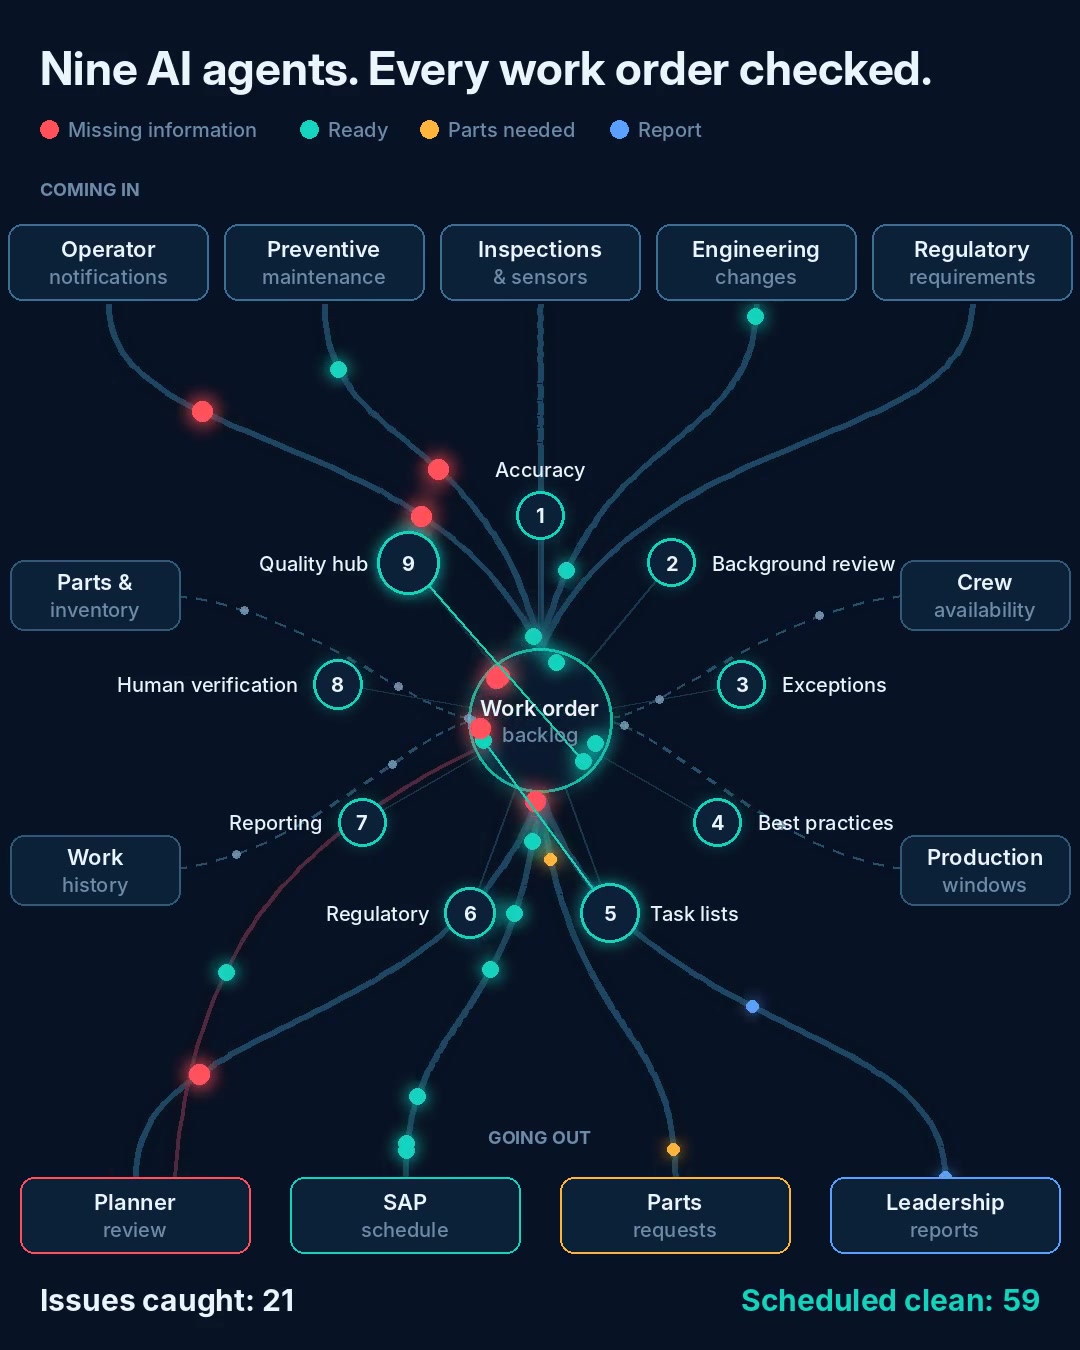 Nine AI agents. Every work order checked.
Missing information
Ready
Parts needed
Report
COMING IN
Operator
notifications
Preventive
maintenance
Inspections
& sensors
Engineering
changes
Regulatory
requirements
Accuracy
1
Quality hub
9
2
Background review
Parts &
inventory
Crew
availability
Human verification
8
3
Exceptions
Work order
backlog
Reporting
7
4
Best practices
Work
history
Production
windows
Regulatory
6
5
Task lists
GOING OUT
Planner
review
SAP
schedule
Parts
requests
Leadership
reports
Issues caught: 21
Scheduled clean: 59